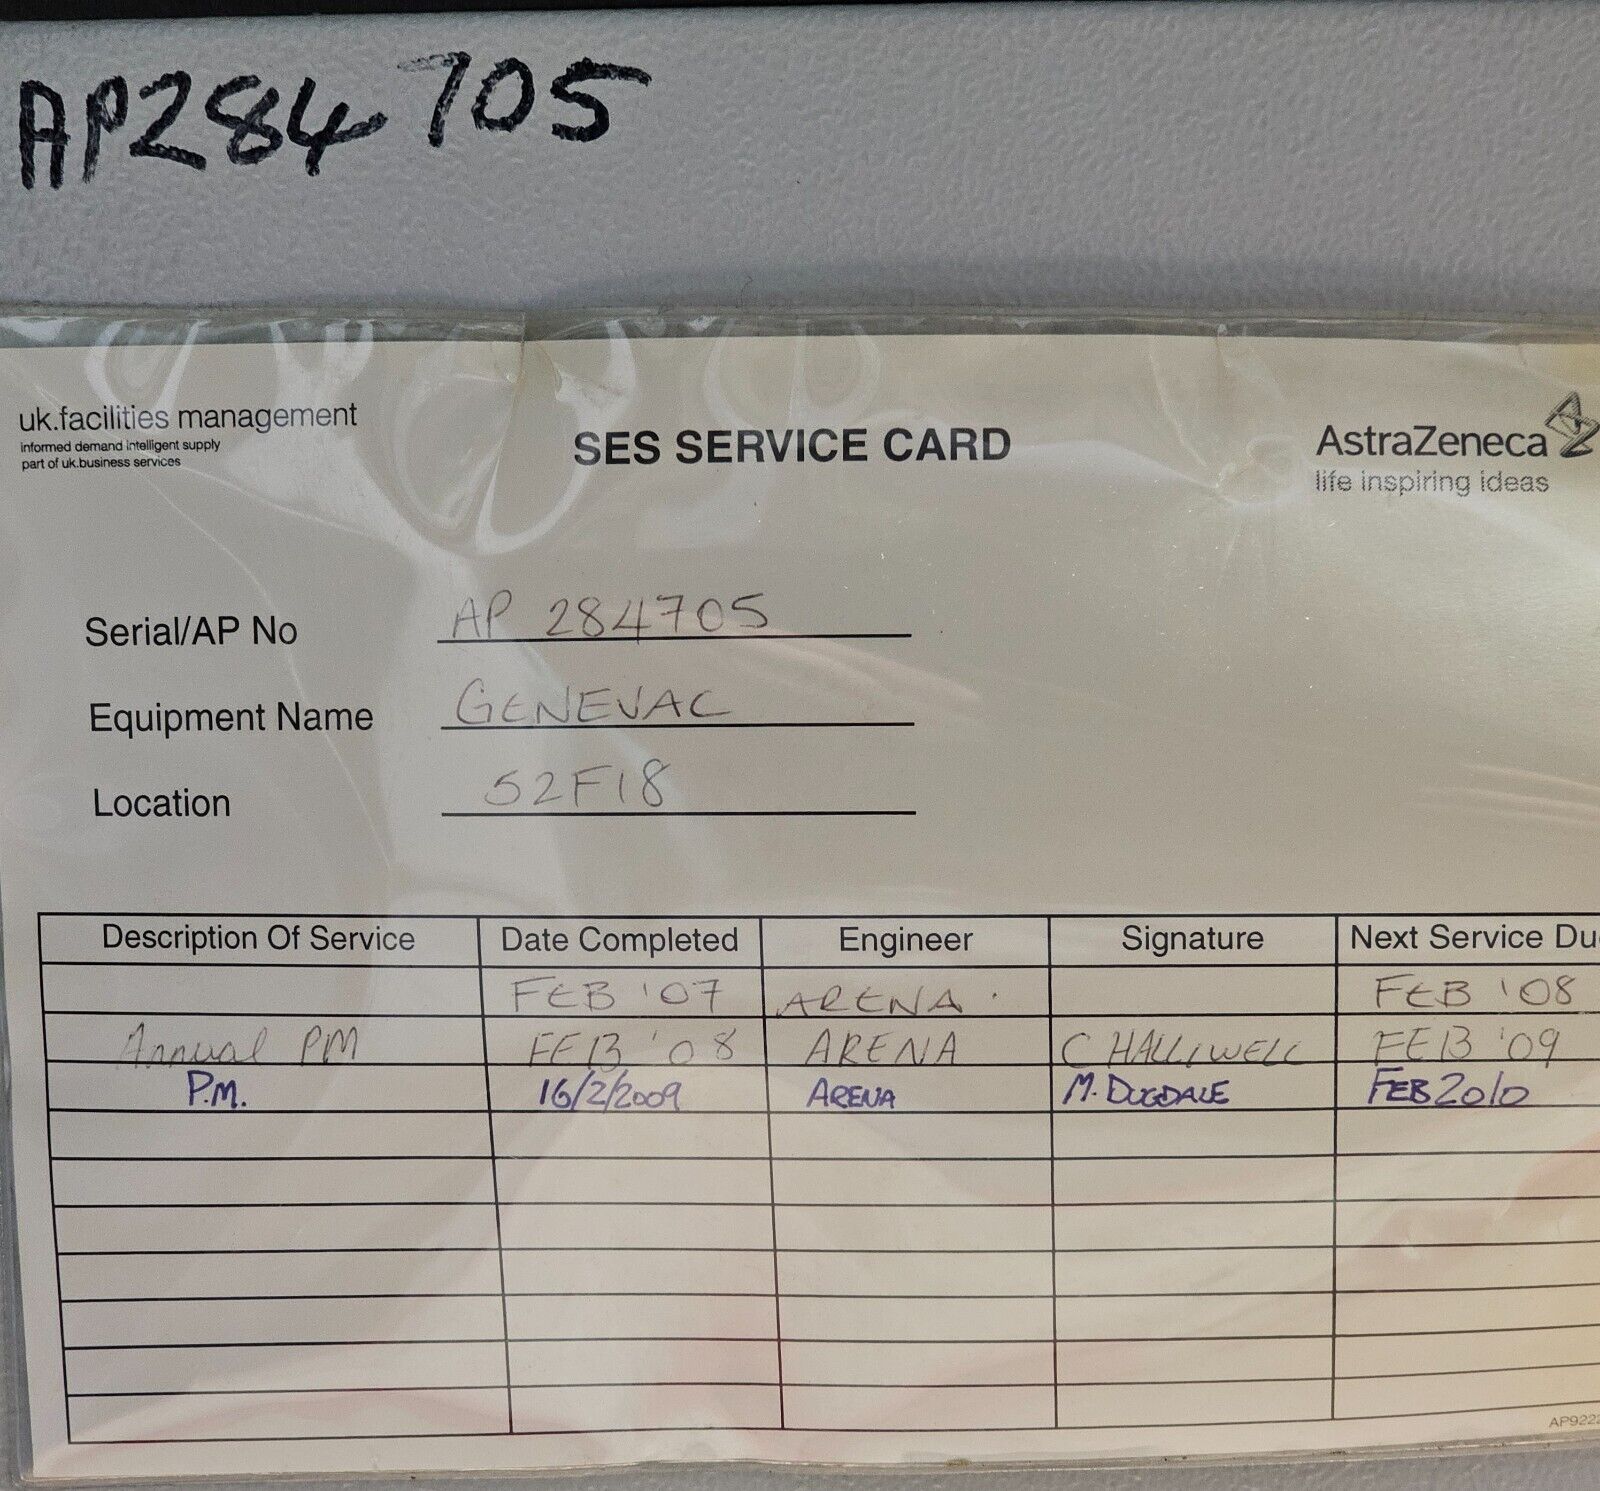 AP284705
uk.facilities management
informed demand intelligent supply
part of uk.business services
SES SERVICE CARD
AstraZeneca
life inspiring ideas
Serial/AP No AP 284705
Equipment Name GENEVAC
Location 52F18
Description Of Service Date Completed Engineer Signature Next Service Du
FEB '07 ARENA FEB '08
Annual PM FEB '08 ARENA C HALLIWELL FEB '09
P.M. 16/2/2009 ARENA M. DUGDALE FEB 2010
AP922